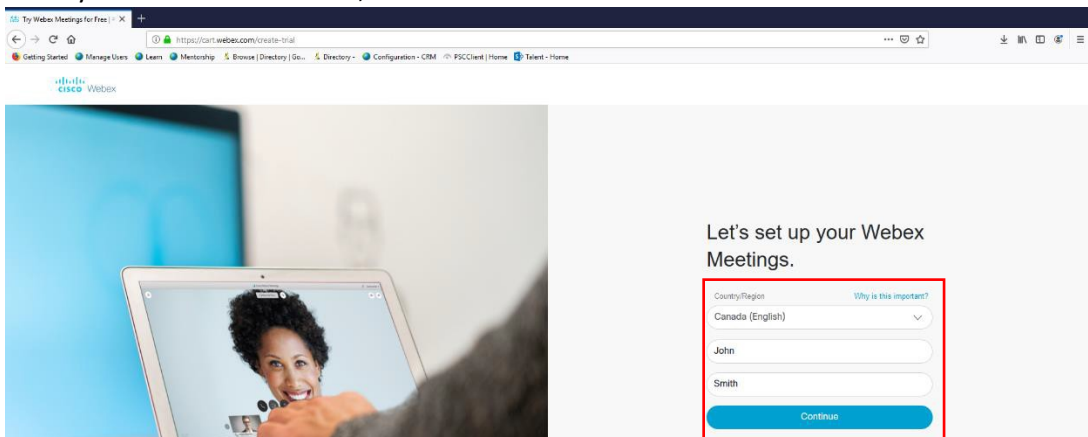 Try Webex Meetings for Free |
https://cart.webex.com/create-trial
Getting Started Manage Users Learn Mentorship Browse | Directory | Go... Directory - Configuration - CRM PSCClient | Home Talent - Home
CISCO Webex
Let's set up your Webex
Meetings.
Country/Region Why is this important?
Canada (English)
John
Smith
Continue